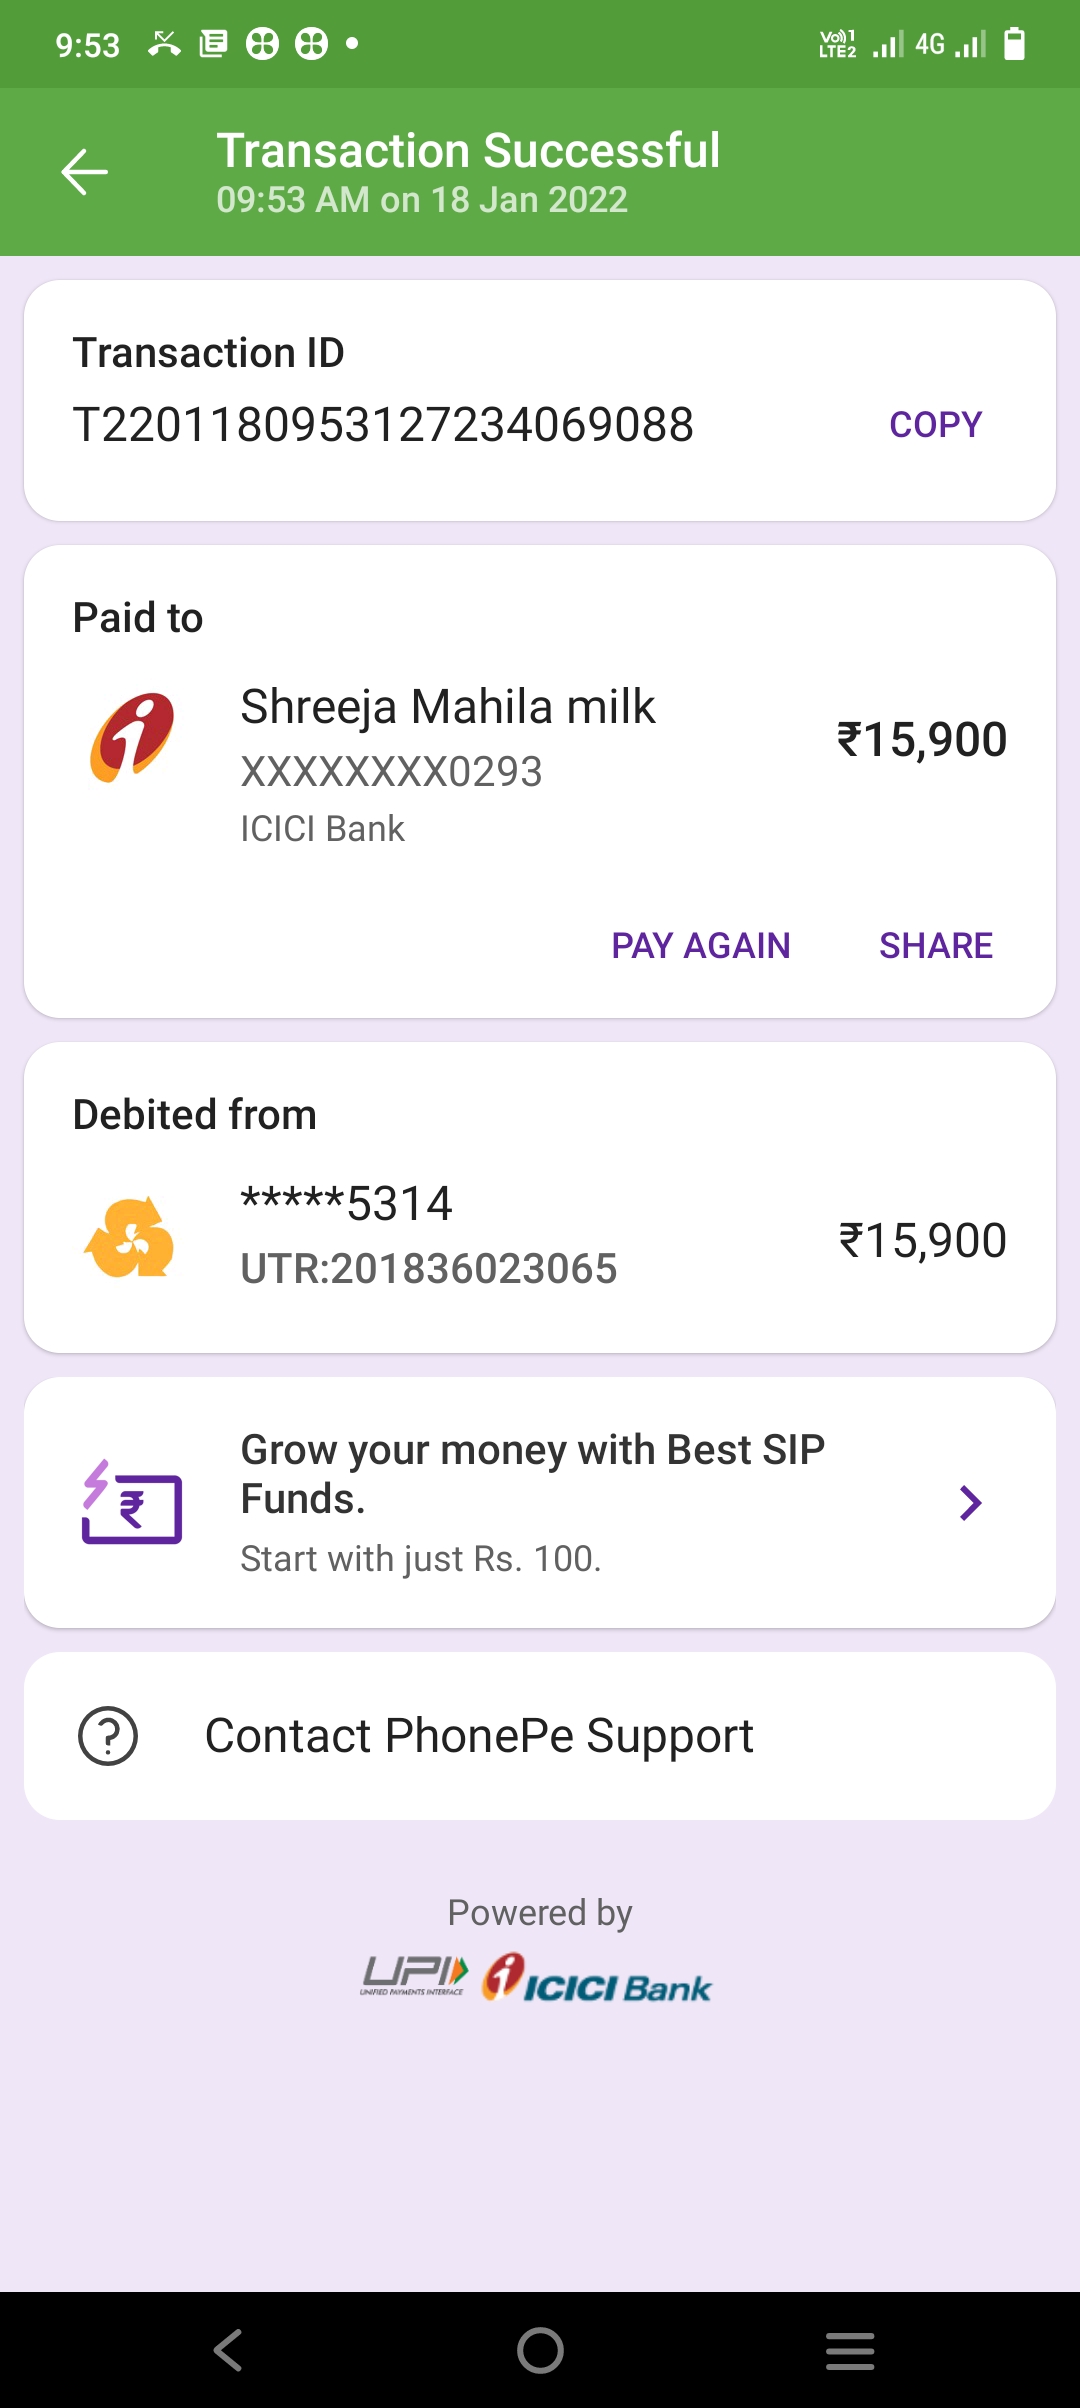 9:53
Vo)) 1
LTE2
4G
Transaction Successful
09:53 AM on 18 Jan 2022
Transaction ID
T2201180953127234069088
COPY
Paid to
Shreeja Mahila milk
₹15,900
XXXXXXXX0293
ICICI Bank
PAY AGAIN
SHARE
Debited from
*****5314
₹15,900
UTR:201836023065
Grow your money with Best SIP
Funds.
Start with just Rs. 100.
Contact PhonePe Support
Powered by
UPI
UNIFIED PAYMENTS INTERFACE
ICICI Bank